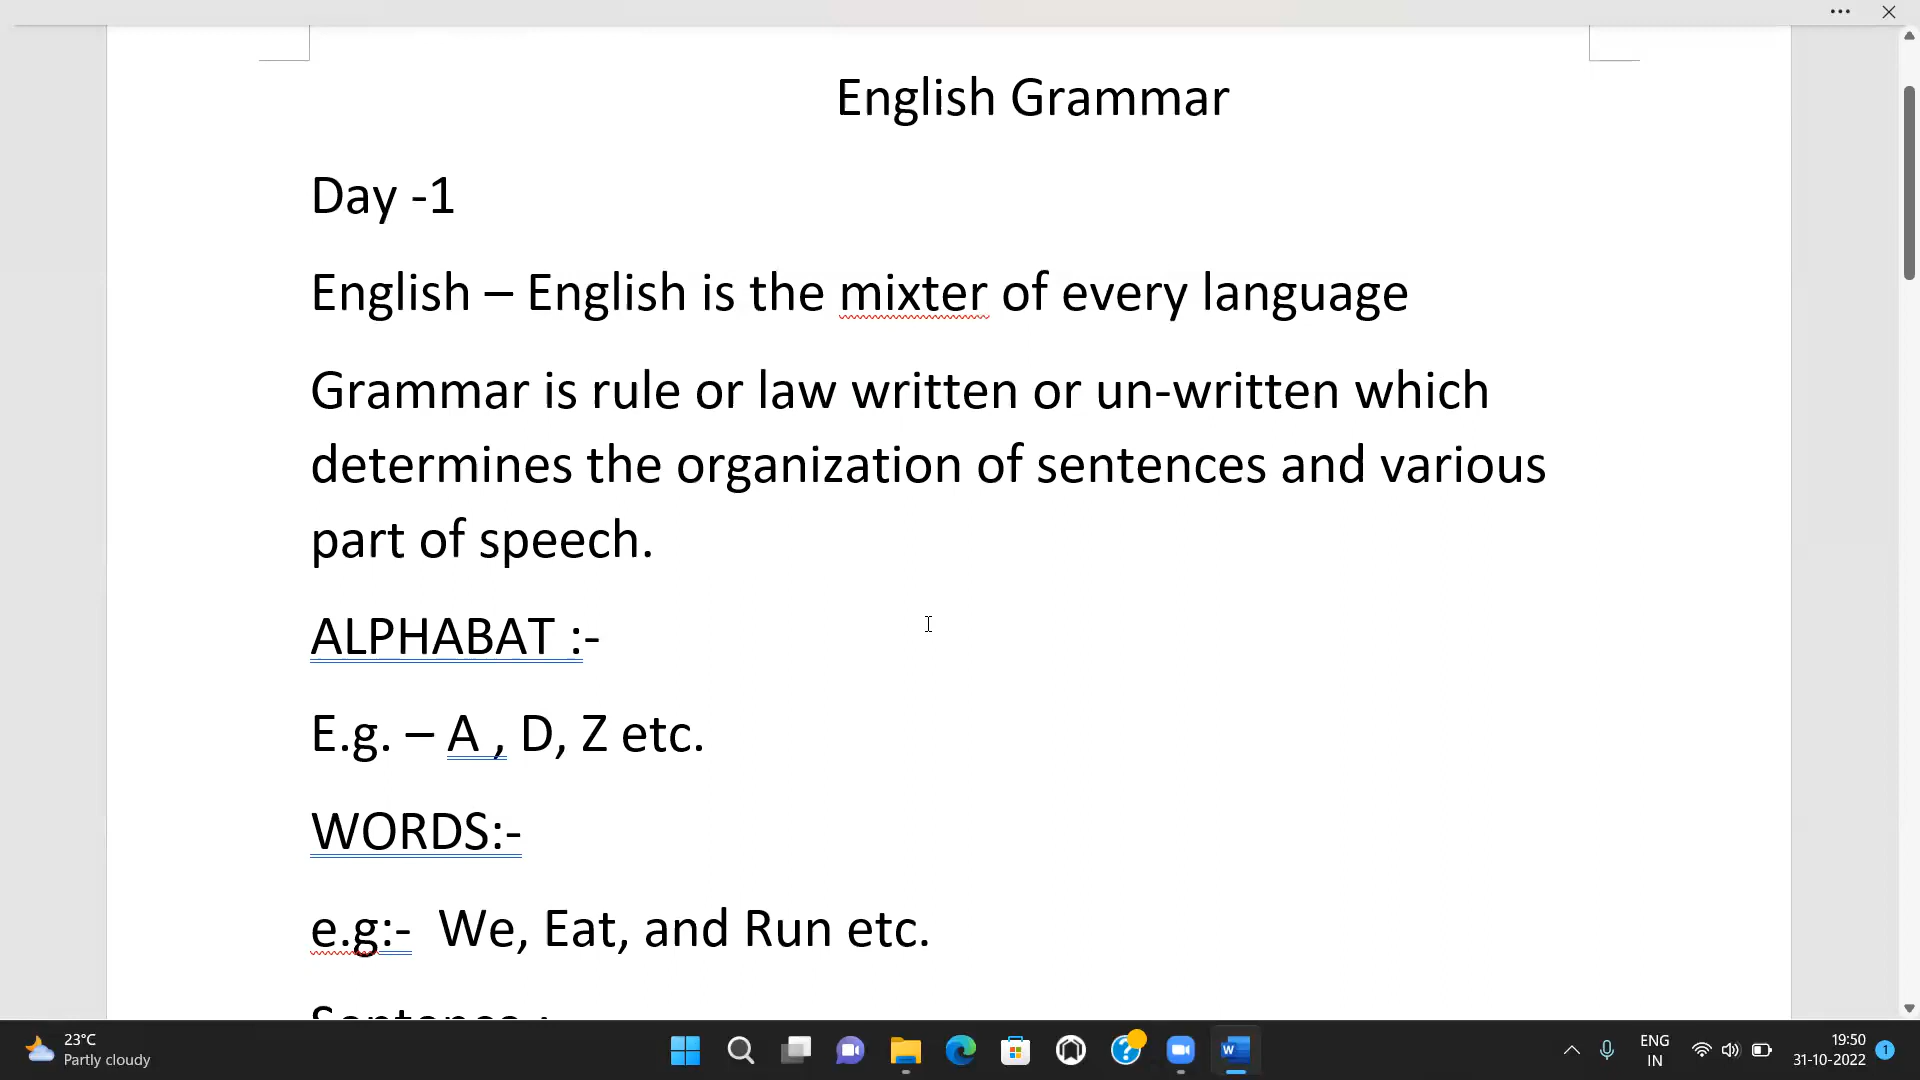 English Grammar
Day -1
English – English is the mixter of every language
Grammar is rule or law written or un-written which
determines the organization of sentences and various
part of speech.
ALPHABAT :-
E.g. – A , D, Z etc.
WORDS:-
e.g:-  We, Eat, and Run etc.
Sentence :
23°C
Partly cloudy
ENG
IN
19:50
31-10-2022
1